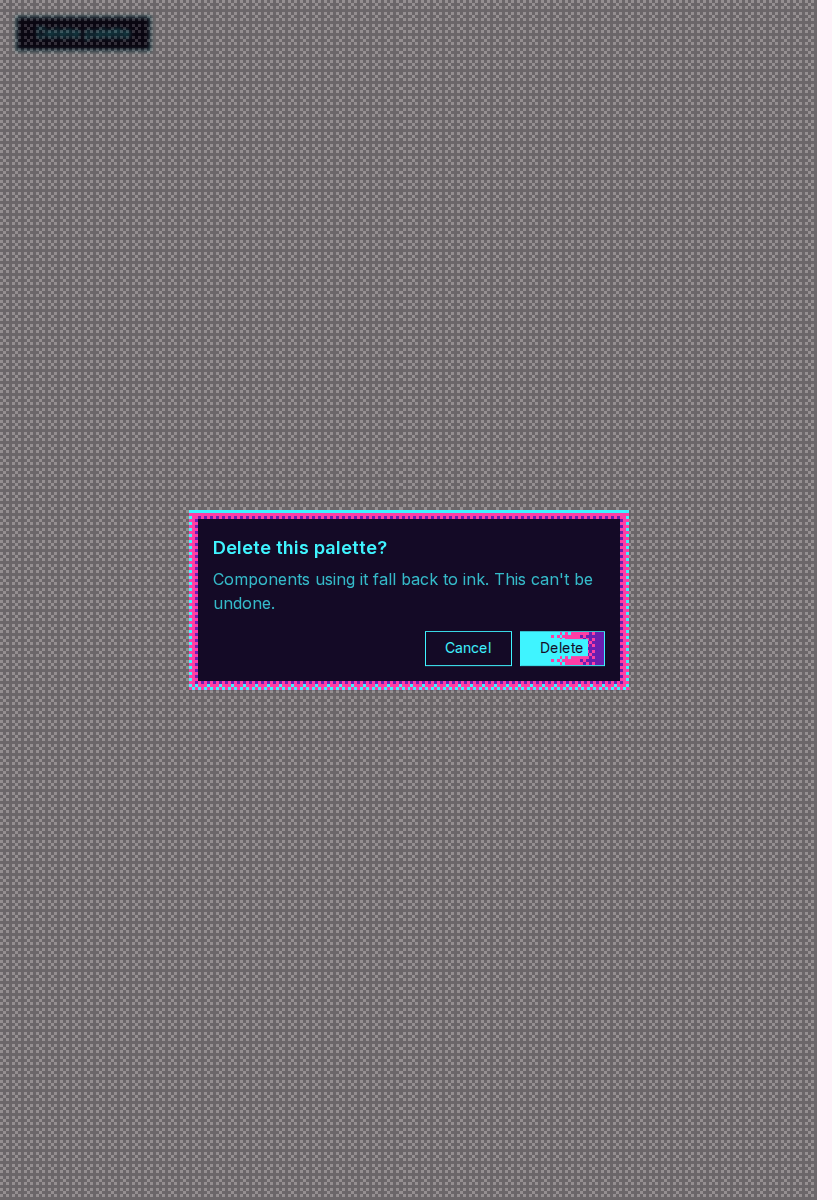 Delete this palette?
Components using it fall back to ink. This can't be
undone.
Cancel
Delete